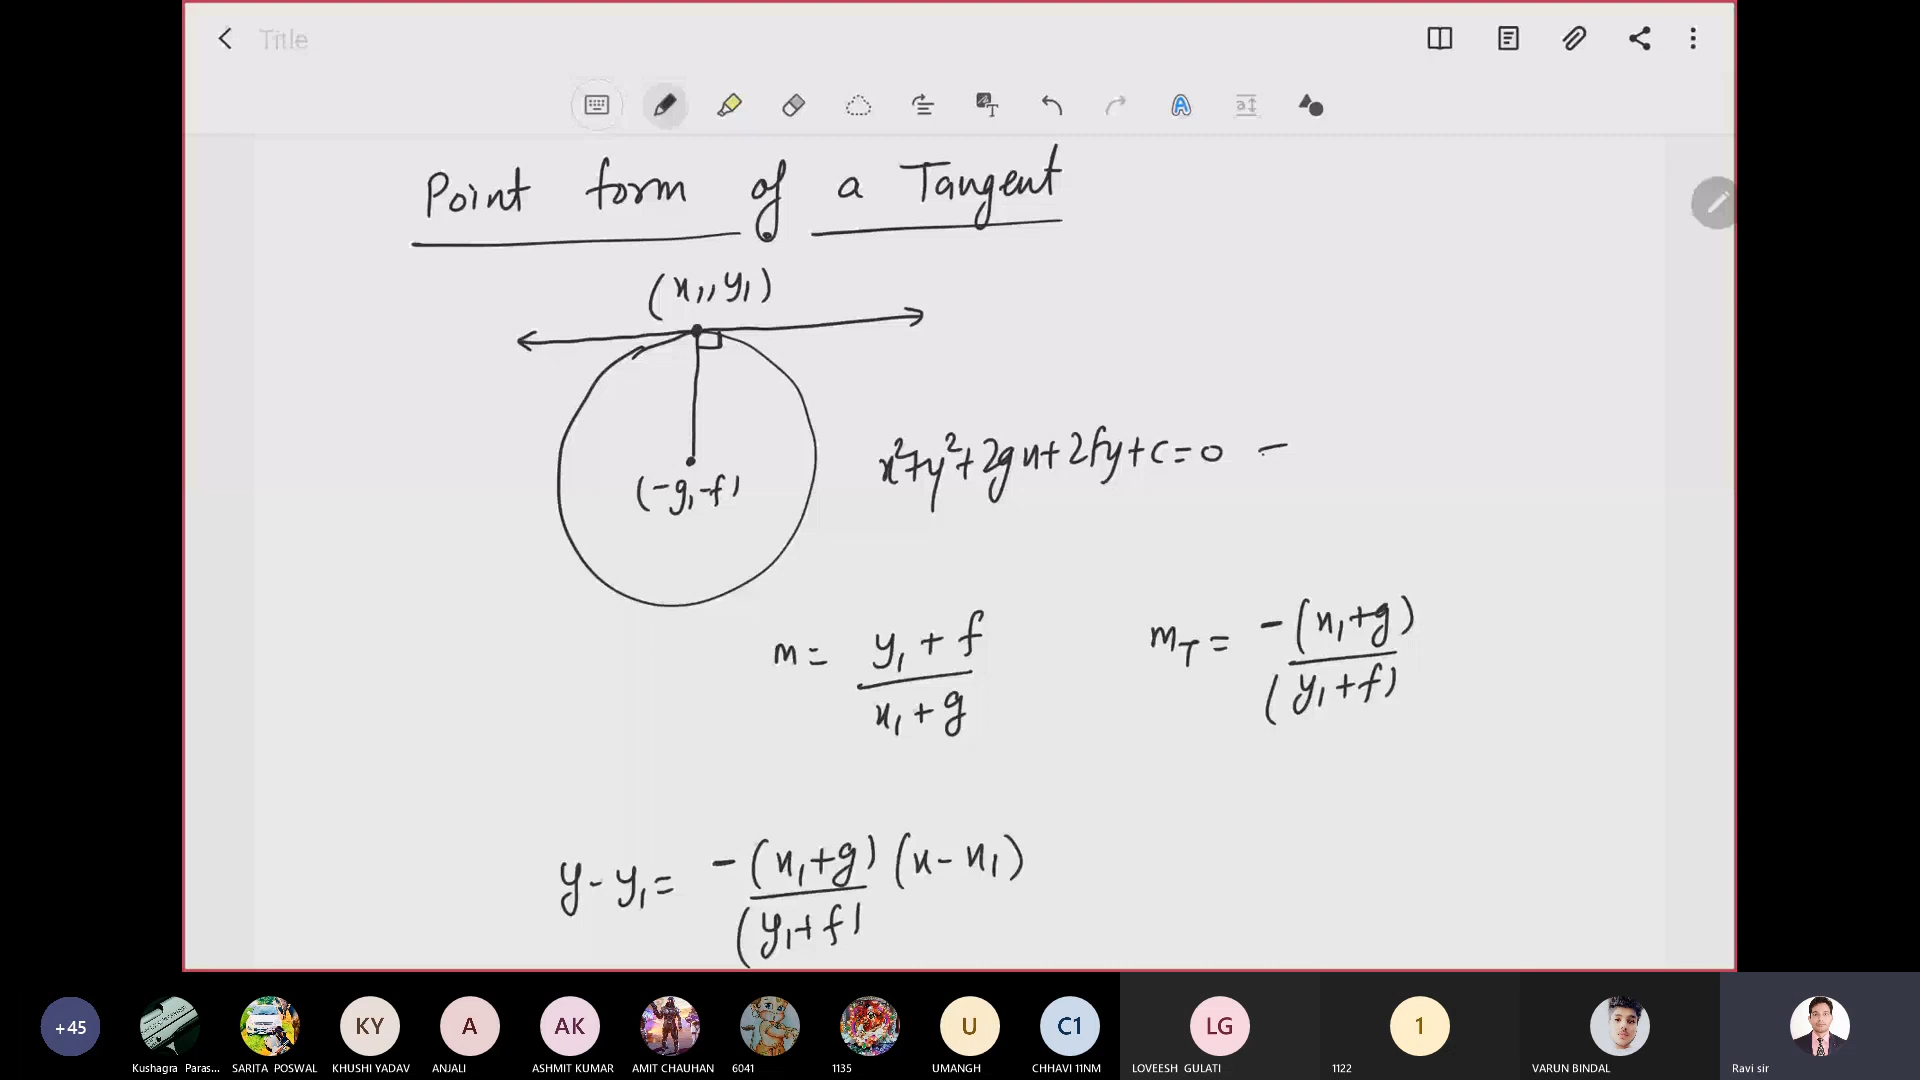 Title
Point form of a Tangent
(x₁, y₁)
(-g, -f)
x²+y²+2gx+2fy+c=0 -
m = y₁ + f / x₁ + g
m_T = -(x₁+g) / (y₁+f)
y - y₁ = -(x₁+g) / (y₁+f) (x - x₁)
+45
KY
A
AK
U
C1
LG
1
Kushagra Paras...
SARITA POSWAL
KHUSHI YADAV
ANJALI
ASHMIT KUMAR
AMIT CHAUHAN
6041
1135
UMANGH
CHHAVI 11NM
LOVEESH GULATI
1122
VARUN BINDAL
Ravi sir